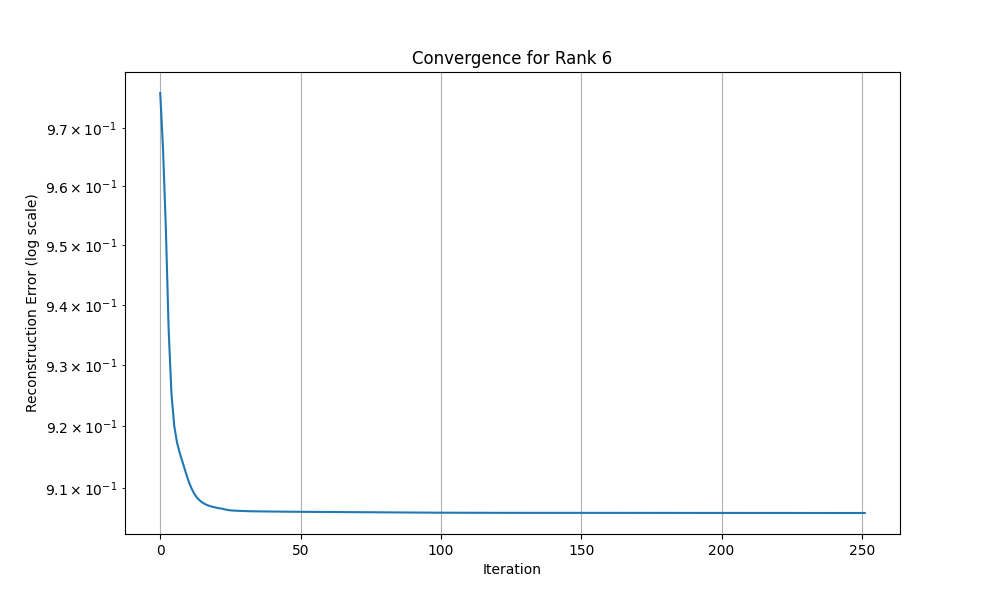 Convergence for Rank 6
Reconstruction Error (log scale)
9.7 × 10⁻¹
9.6 × 10⁻¹
9.5 × 10⁻¹
9.4 × 10⁻¹
9.3 × 10⁻¹
9.2 × 10⁻¹
9.1 × 10⁻¹
0 50 100 150 200 250
Iteration